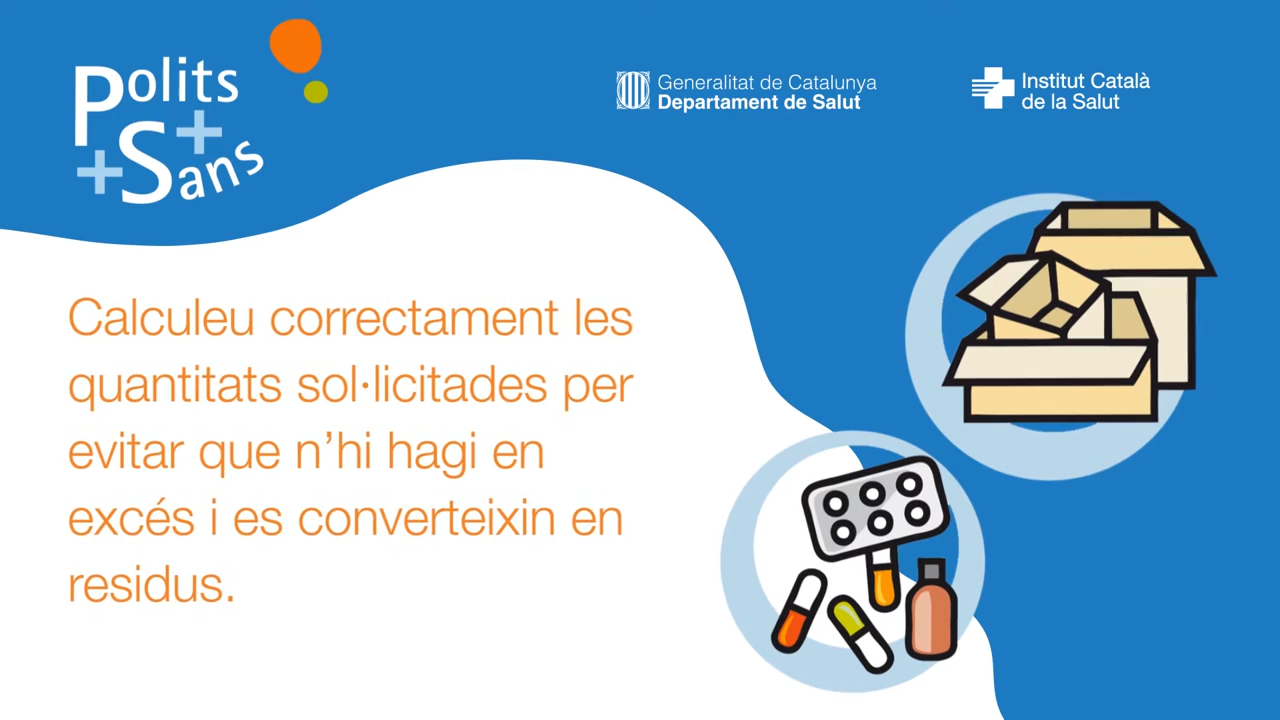 Polits
+Sans+
Generalitat de Catalunya
Departament de Salut
Institut Català
de la Salut
Calculeu correctament les
quantitats sol·licitades per
evitar que n’hi hagi en
excés i es converteixin en
residus.